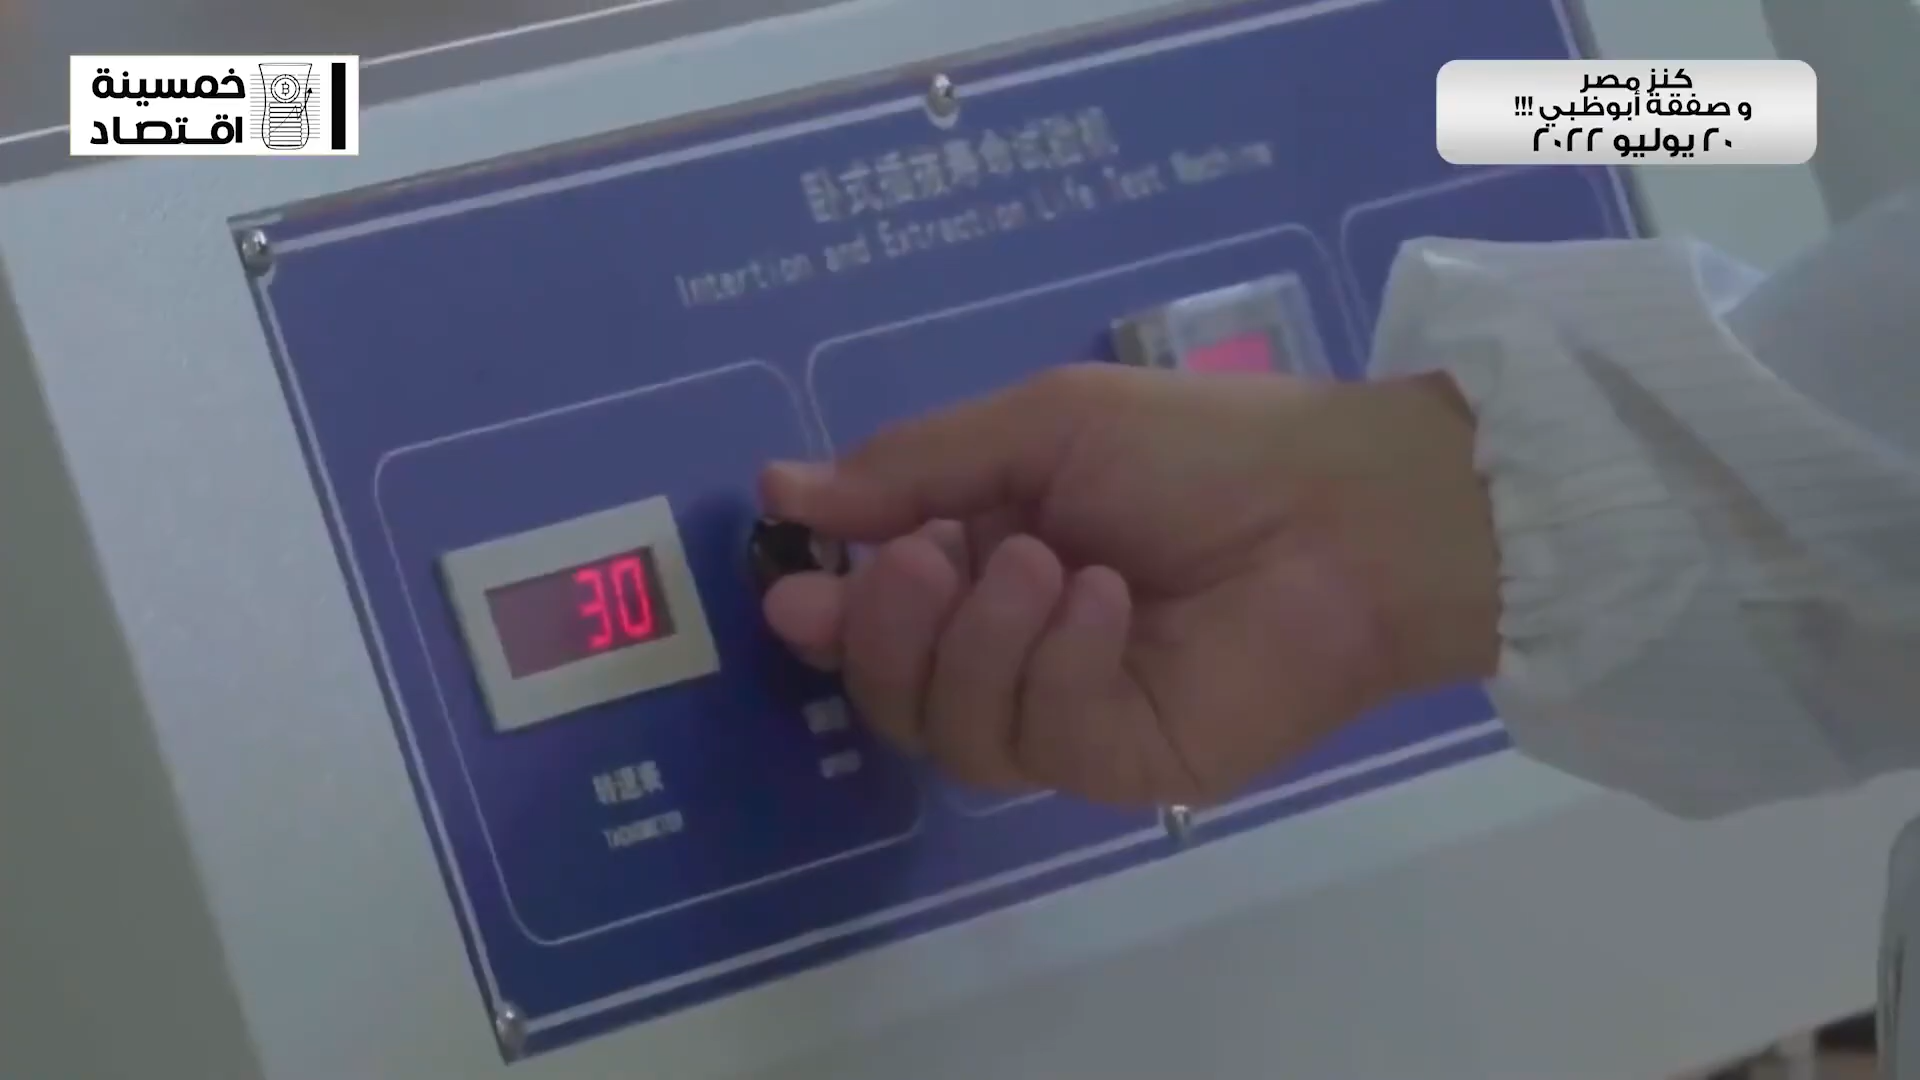 خمسينة
اقتصاد
كنز مصر
و صفقة أبوظبي !!!
٢٠ يوليو ٢٠٢٢
卧式插拔寿命试验机
Intertion and Extraction Life Test Machine
30
转速表
TACHOMETER